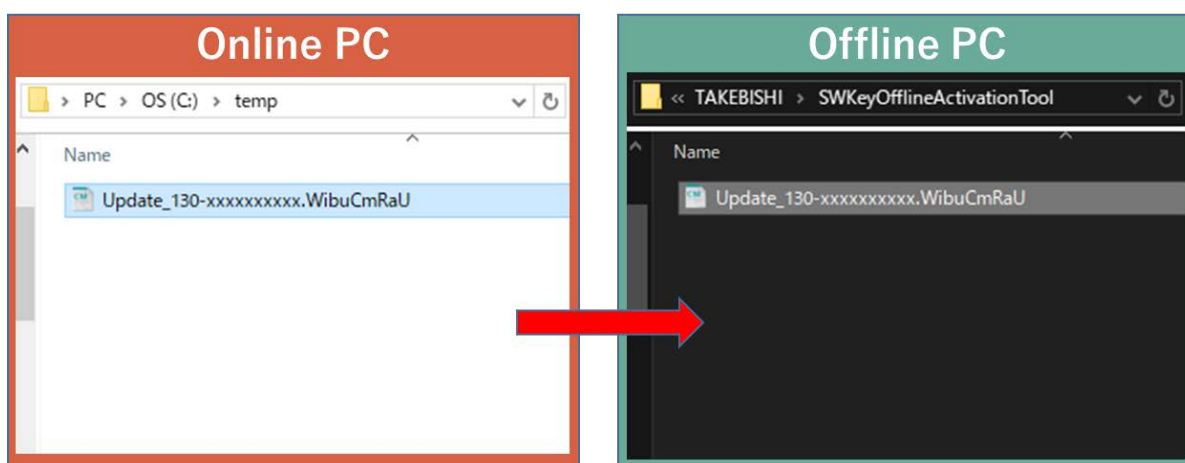 Online PC
PC > OS (C:) > temp
Name
Update_130-xxxxxxxxxx.WibuCmRaU
Offline PC
« TAKEBISHI > SWKeyOfflineActivationTool
Name
Update_130-xxxxxxxxxx.WibuCmRaU